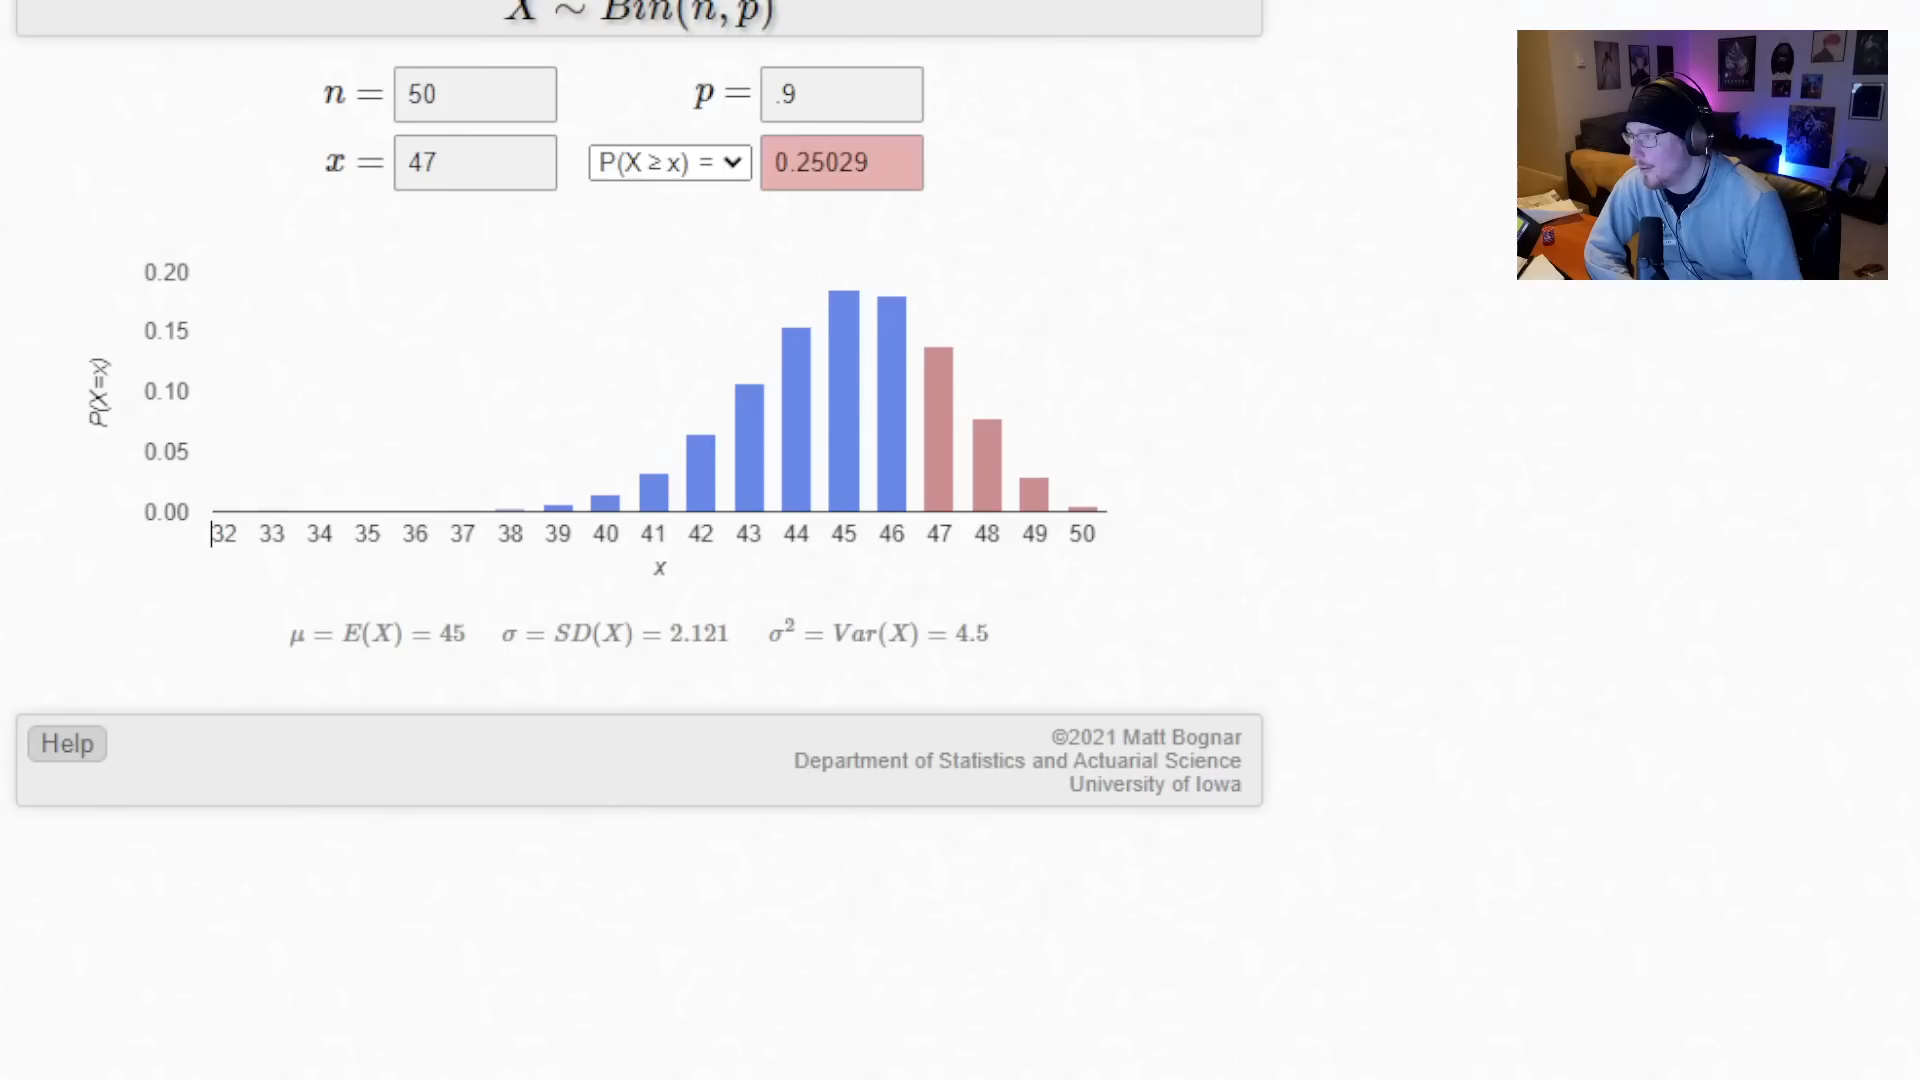 X ∼ Bin(n, p)
n = 50 p = .9
x = 47 P(X ≥ x) = 0.25029
0.20
0.15
0.10
0.05
0.00
P(X=x)
32 33 34 35 36 37 38 39 40 41 42 43 44 45 46 47 48 49 50
x
μ = E(X) = 45 σ = SD(X) = 2.121 σ² = Var(X) = 4.5
Help
©2021 Matt Bognar
Department of Statistics and Actuarial Science
University of Iowa